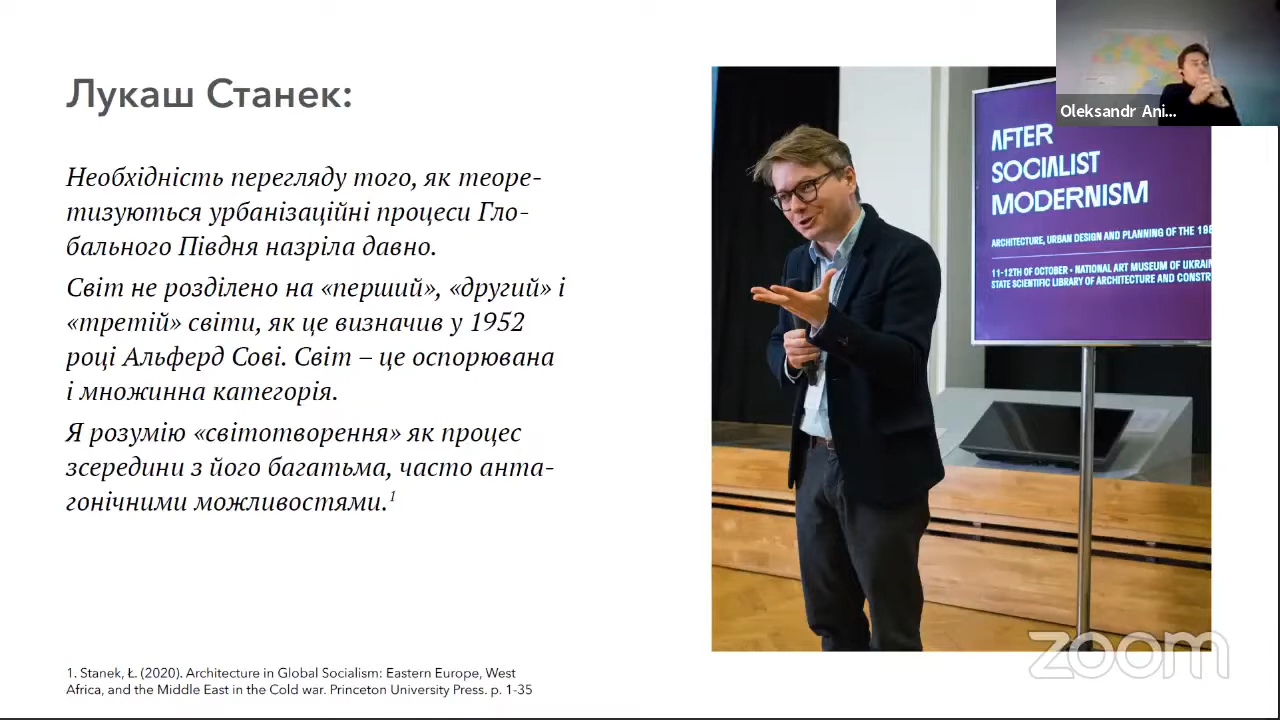 Лукаш Станек:
Необхідність перегляду того, як теоре-
тизуються урбанізаційні процеси Гло-
бального Півдня назріла давно.
Світ не розділено на «перший», «другий» і
«третій» світи, як це визначив у 1952
році Альферд Сові. Світ – це оспорювана
і множинна категорія.
Я розумію «світотворення» як процес
зсередини з його багатьма, часто анта-
гонічними можливостями.1
1. Stanek, Ł. (2020). Architecture in Global Socialism: Eastern Europe, West
Africa, and the Middle East in the Cold war. Princeton University Press. p. 1-35
Oleksandr Ani...
AFTER
SOCIALIST
MODERNISM
ARCHITECTURE, URBAN DESIGN AND PLANNING OF THE 198
11-12TH OF OCTOBER • NATIONAL ART MUSEUM OF UKRAIN
STATE SCIENTIFIC LIBRARY OF ARCHITECTURE AND CONSTR
zoom